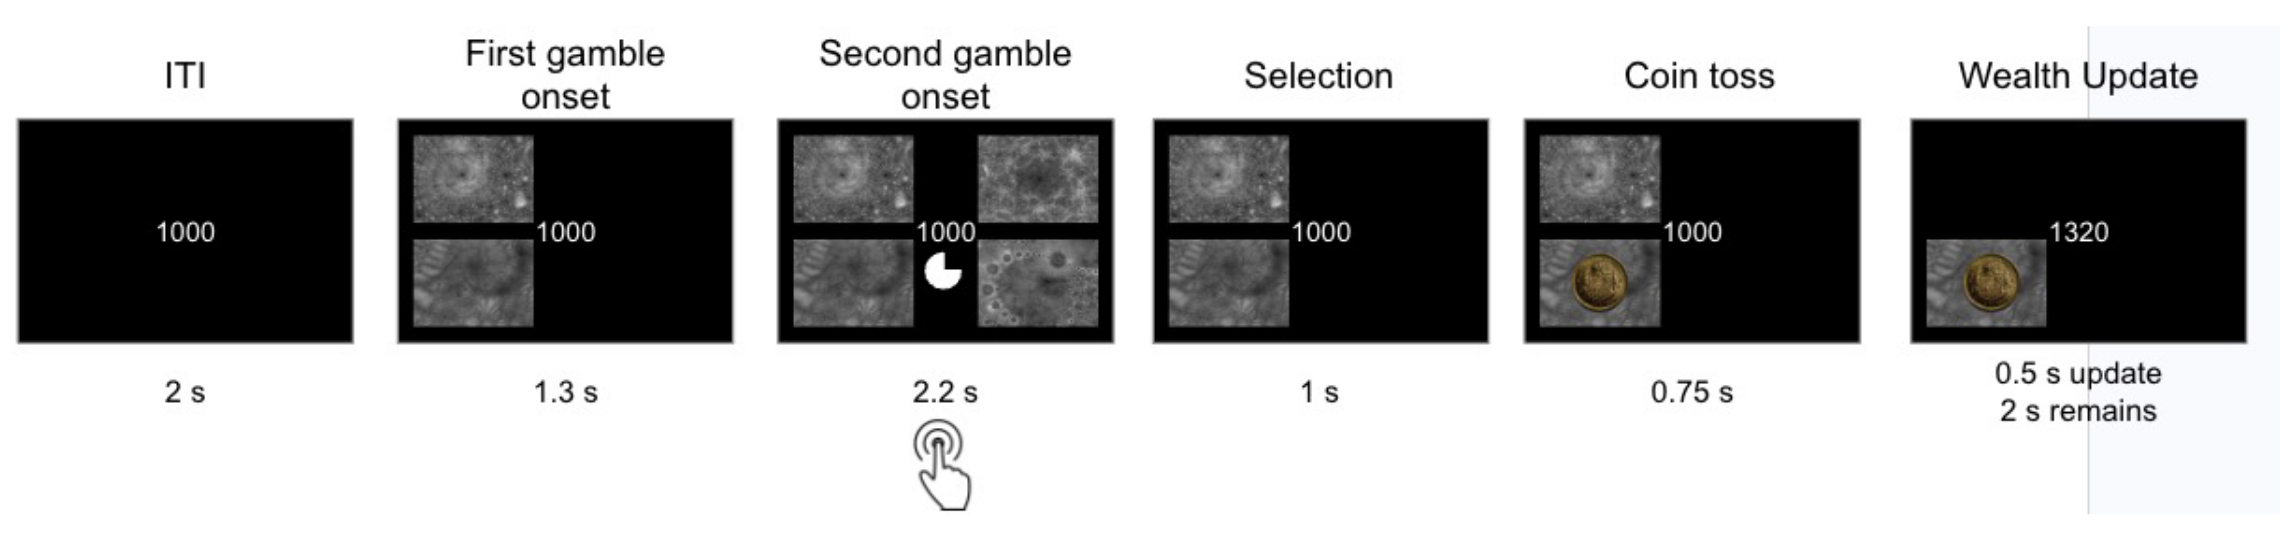 ITI
First gamble
onset
Second gamble
onset
Selection
Coin toss
Wealth Update
1000
1000
1000
1000
1000
1320
2 s
1.3 s
2.2 s
1 s
0.75 s
0.5 s update
2 s remains